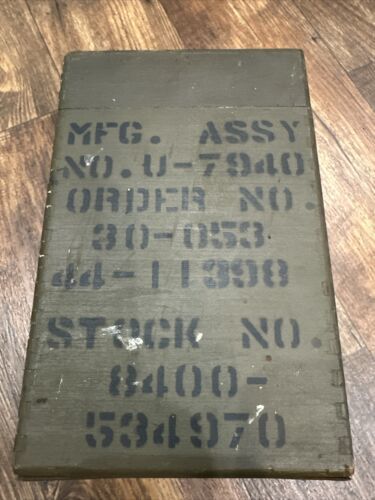 MFG. ASSY
NO. U-7940
ORDER NO.
30-053
44-11398
STOCK NO.
8400-
534970